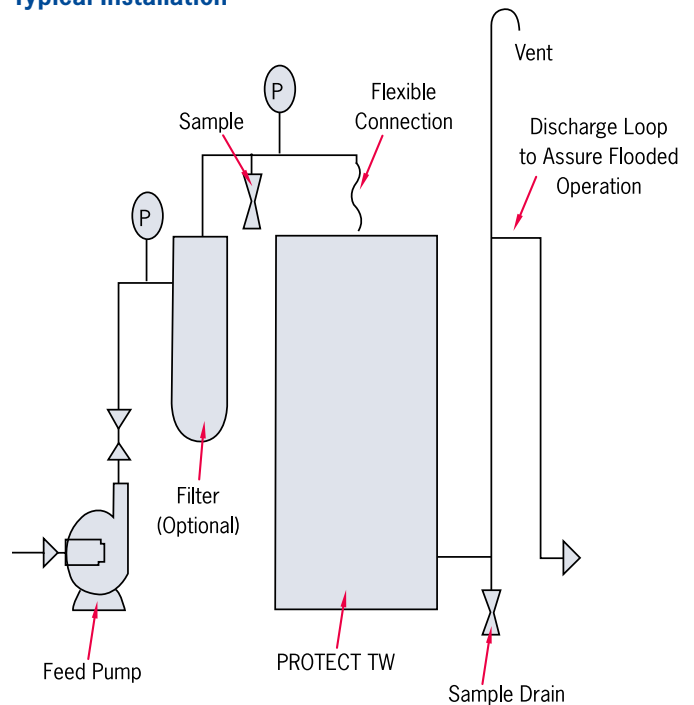 Typical Installation
Vent
P
Flexible
Connection
Sample
Discharge Loop
to Assure Flooded
Operation
P
Filter
(Optional)
Feed Pump
PROTECT TW
Sample Drain